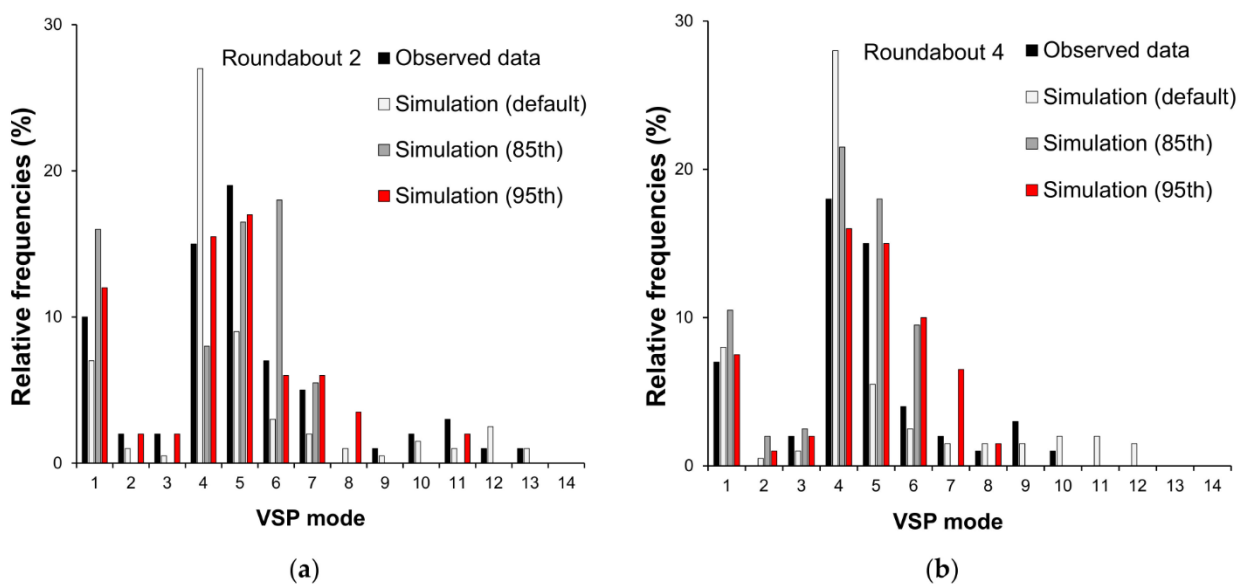 30
20
10
0
Relative frequencies (%)
Roundabout 2
Observed data
Simulation (default)
Simulation (85th)
Simulation (95th)
1 2 3 4 5 6 7 8 9 10 11 12 13 14
VSP mode
(a)
30
20
10
0
Relative frequencies (%)
Roundabout 4
Observed data
Simulation (default)
Simulation (85th)
Simulation (95th)
1 2 3 4 5 6 7 8 9 10 11 12 13 14
VSP mode
(b)